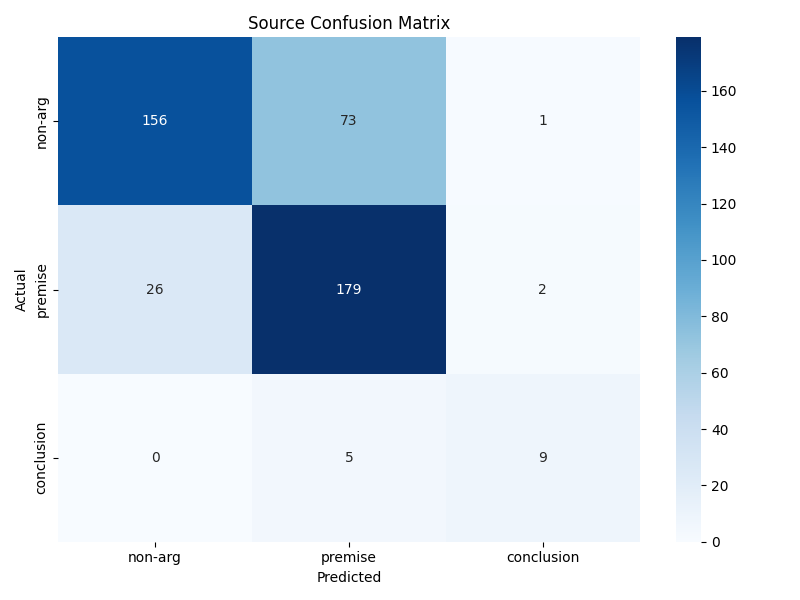 Source Confusion Matrix
Actual
non-arg
premise
conclusion
156 73 1
26 179 2
0 5 9
non-arg premise conclusion
Predicted
160
140
120
100
80
60
40
20
0